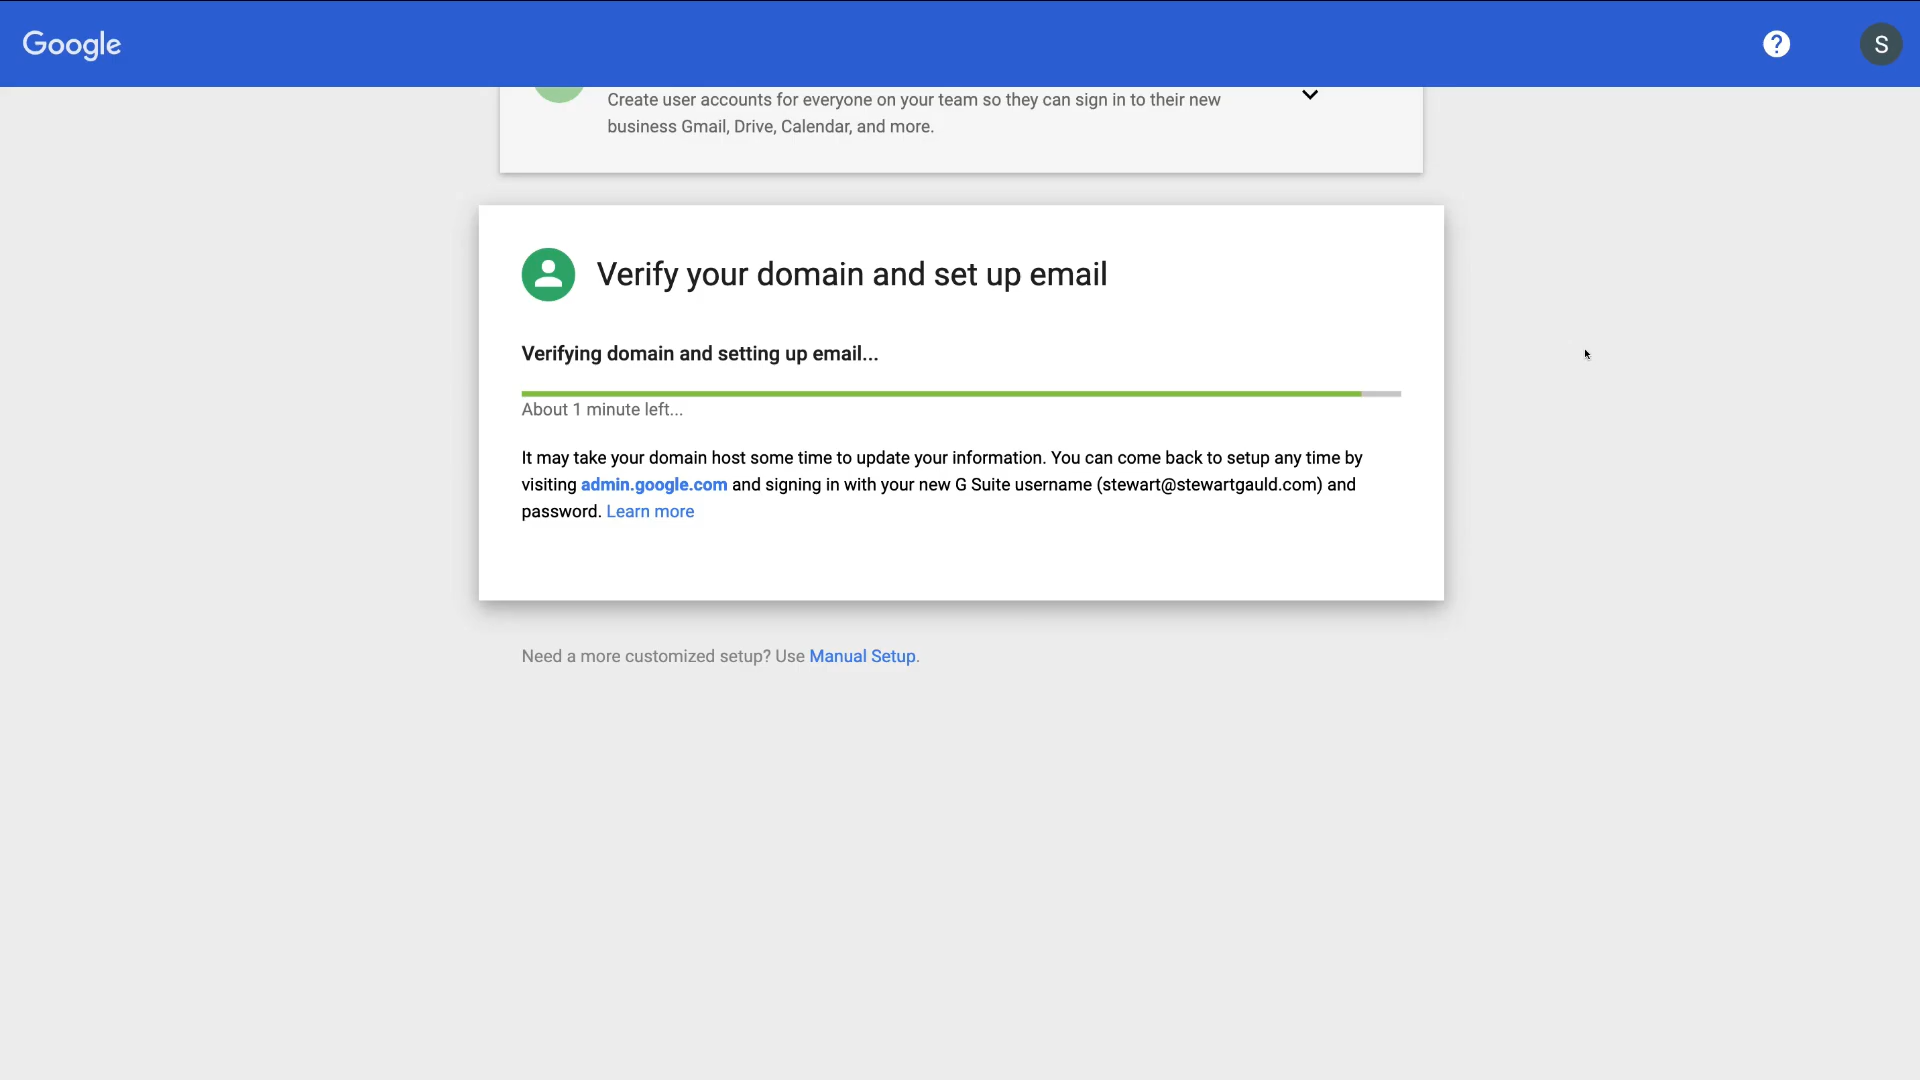 Google
?
S
Create user accounts for everyone on your team so they can sign in to their new
business Gmail, Drive, Calendar, and more.
Verify your domain and set up email
Verifying domain and setting up email...
About 1 minute left...
It may take your domain host some time to update your information. You can come back to setup any time by
visiting admin.google.com and signing in with your new G Suite username (stewart@stewartgauld.com) and
password. Learn more
Need a more customized setup? Use Manual Setup.